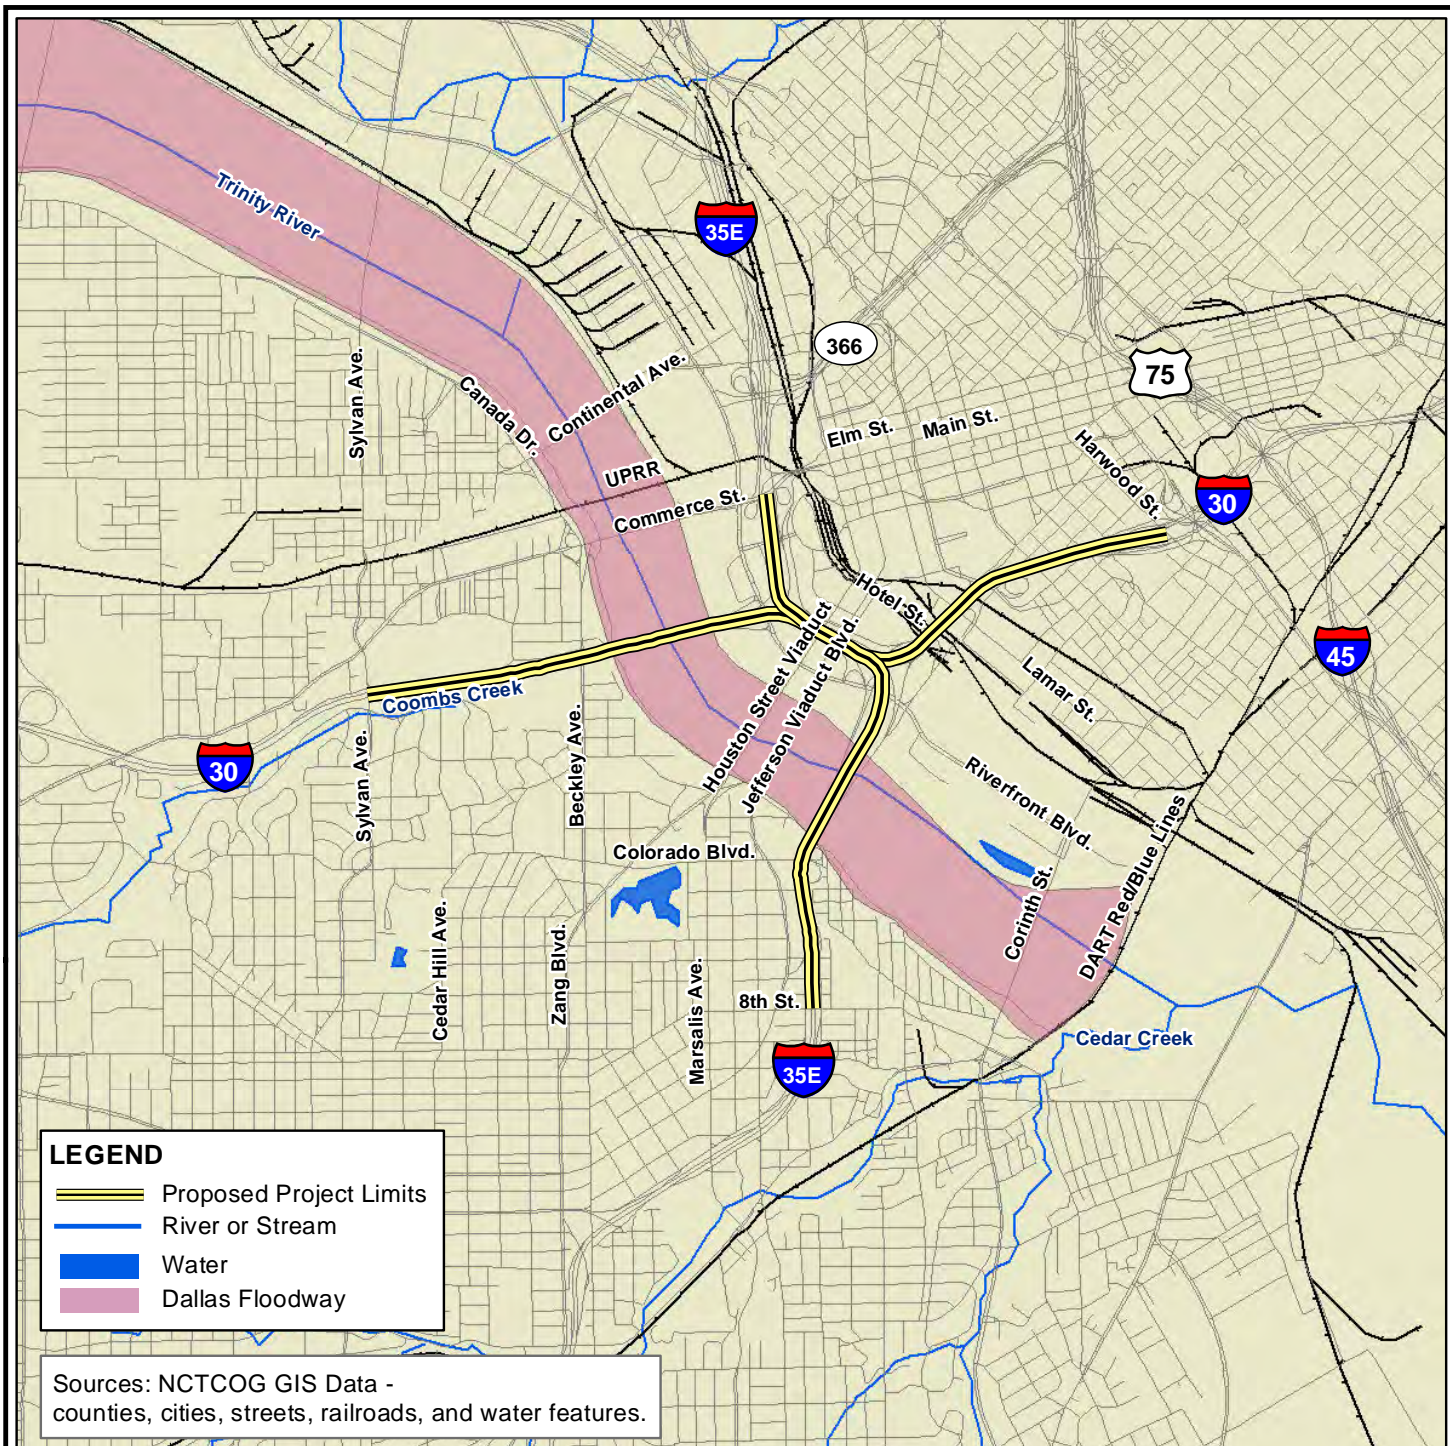 Trinity River
35E
366
75
Sylvan Ave.
Canada Dr.
Continental Ave.
Elm St.
Main St.
Harwood St.
UPRR
Commerce St.
30
Hotel St.
Houston Street Viaduct
Jefferson Viaduct Blvd.
45
Lamar St.
Coombs Creek
30
Sylvan Ave.
Beckley Ave.
Riverfront Blvd.
Colorado Blvd.
DART Red/Blue Lines
Corinth St.
Cedar Hill Ave.
Zang Blvd.
Marsalis Ave.
8th St.
Cedar Creek
35E
LEGEND
Proposed Project Limits
River or Stream
Water
Dallas Floodway
Sources: NCTCOG GIS Data -
counties, cities, streets, railroads, and water features.